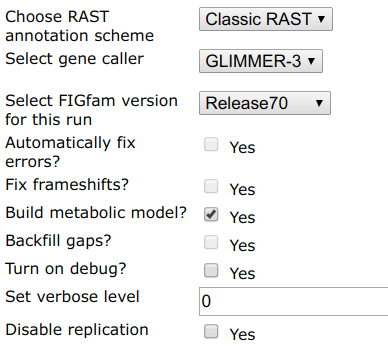 Choose RAST Classic RAST
annotation scheme
Select gene caller GLIMMER-3
Select FIGfam version Release70
for this run
Automatically fix Yes
errors?
Fix frameshifts? Yes
Build metabolic model? Yes
Backfill gaps? Yes
Turn on debug? Yes
Set verbose level 0
Disable replication Yes